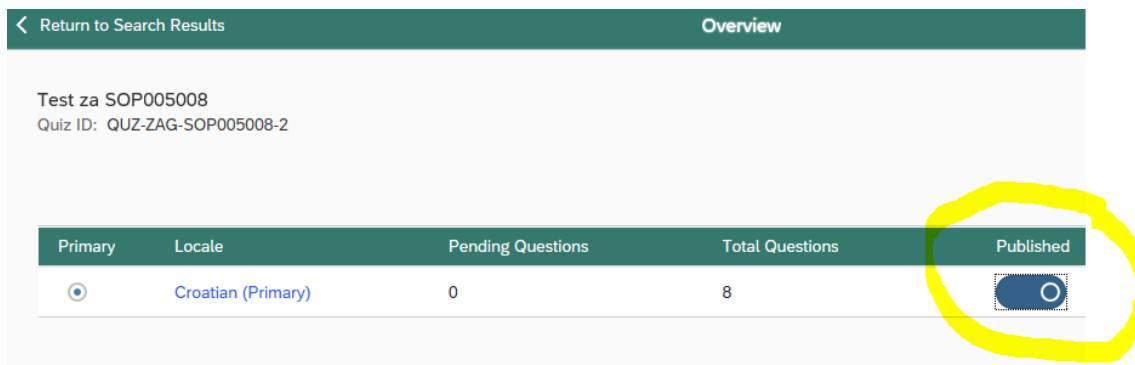 Return to Search Results
Overview
Test za SOP005008
Quiz ID: QUZ-ZAG-SOP005008-2
Primary Locale Pending Questions Total Questions Published
Croatian (Primary) 0 8